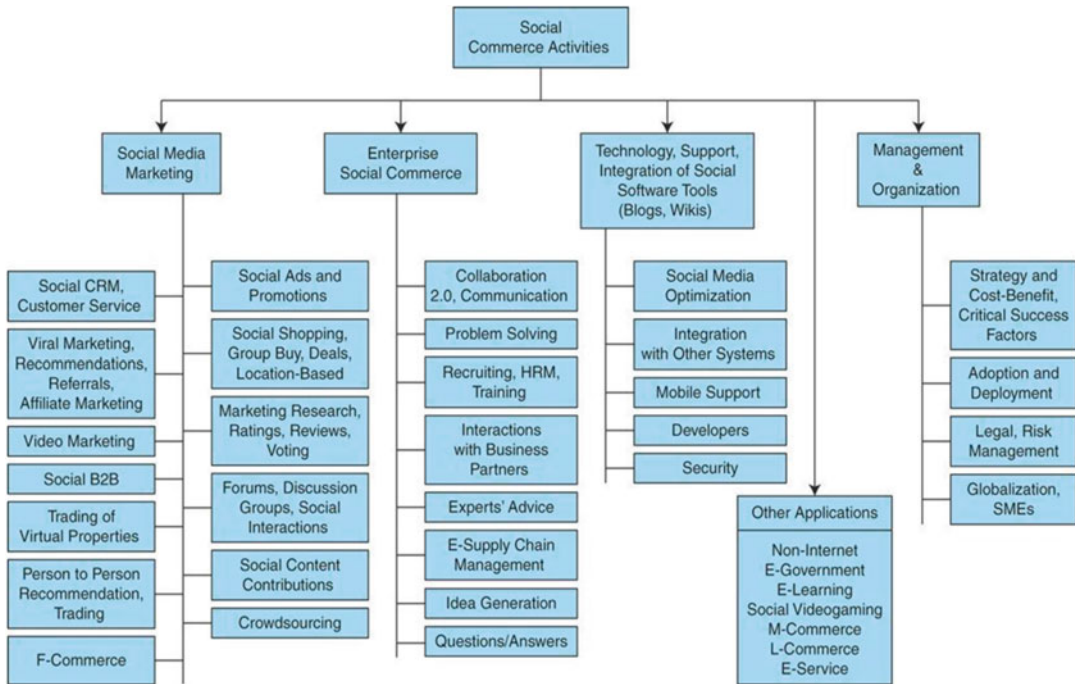 Social
Commerce Activities
Social Media
Marketing
Enterprise
Social Commerce
Technology, Support,
Integration of Social
Software Tools
(Blogs, Wikis)
Management
&
Organization
Social CRM,
Customer Service
Viral Marketing,
Recommendations,
Referrals,
Affiliate Marketing
Video Marketing
Social B2B
Trading of
Virtual Properties
Person to Person
Recommendation,
Trading
F-Commerce
Social Ads and
Promotions
Social Shopping,
Group Buy, Deals,
Location-Based
Marketing Research,
Ratings, Reviews,
Voting
Forums, Discussion
Groups, Social
Interactions
Social Content
Contributions
Crowdsourcing
Collaboration
2.0, Communication
Problem Solving
Recruiting, HRM,
Training
Interactions
with Business
Partners
Experts' Advice
E-Supply Chain
Management
Idea Generation
Questions/Answers
Social Media
Optimization
Integration
with Other Systems
Mobile Support
Developers
Security
Other Applications
Non-Internet
E-Government
E-Learning
Social Videogaming
M-Commerce
L-Commerce
E-Service
Strategy and
Cost-Benefit,
Critical Success
Factors
Adoption and
Deployment
Legal, Risk
Management
Globalization,
SMEs